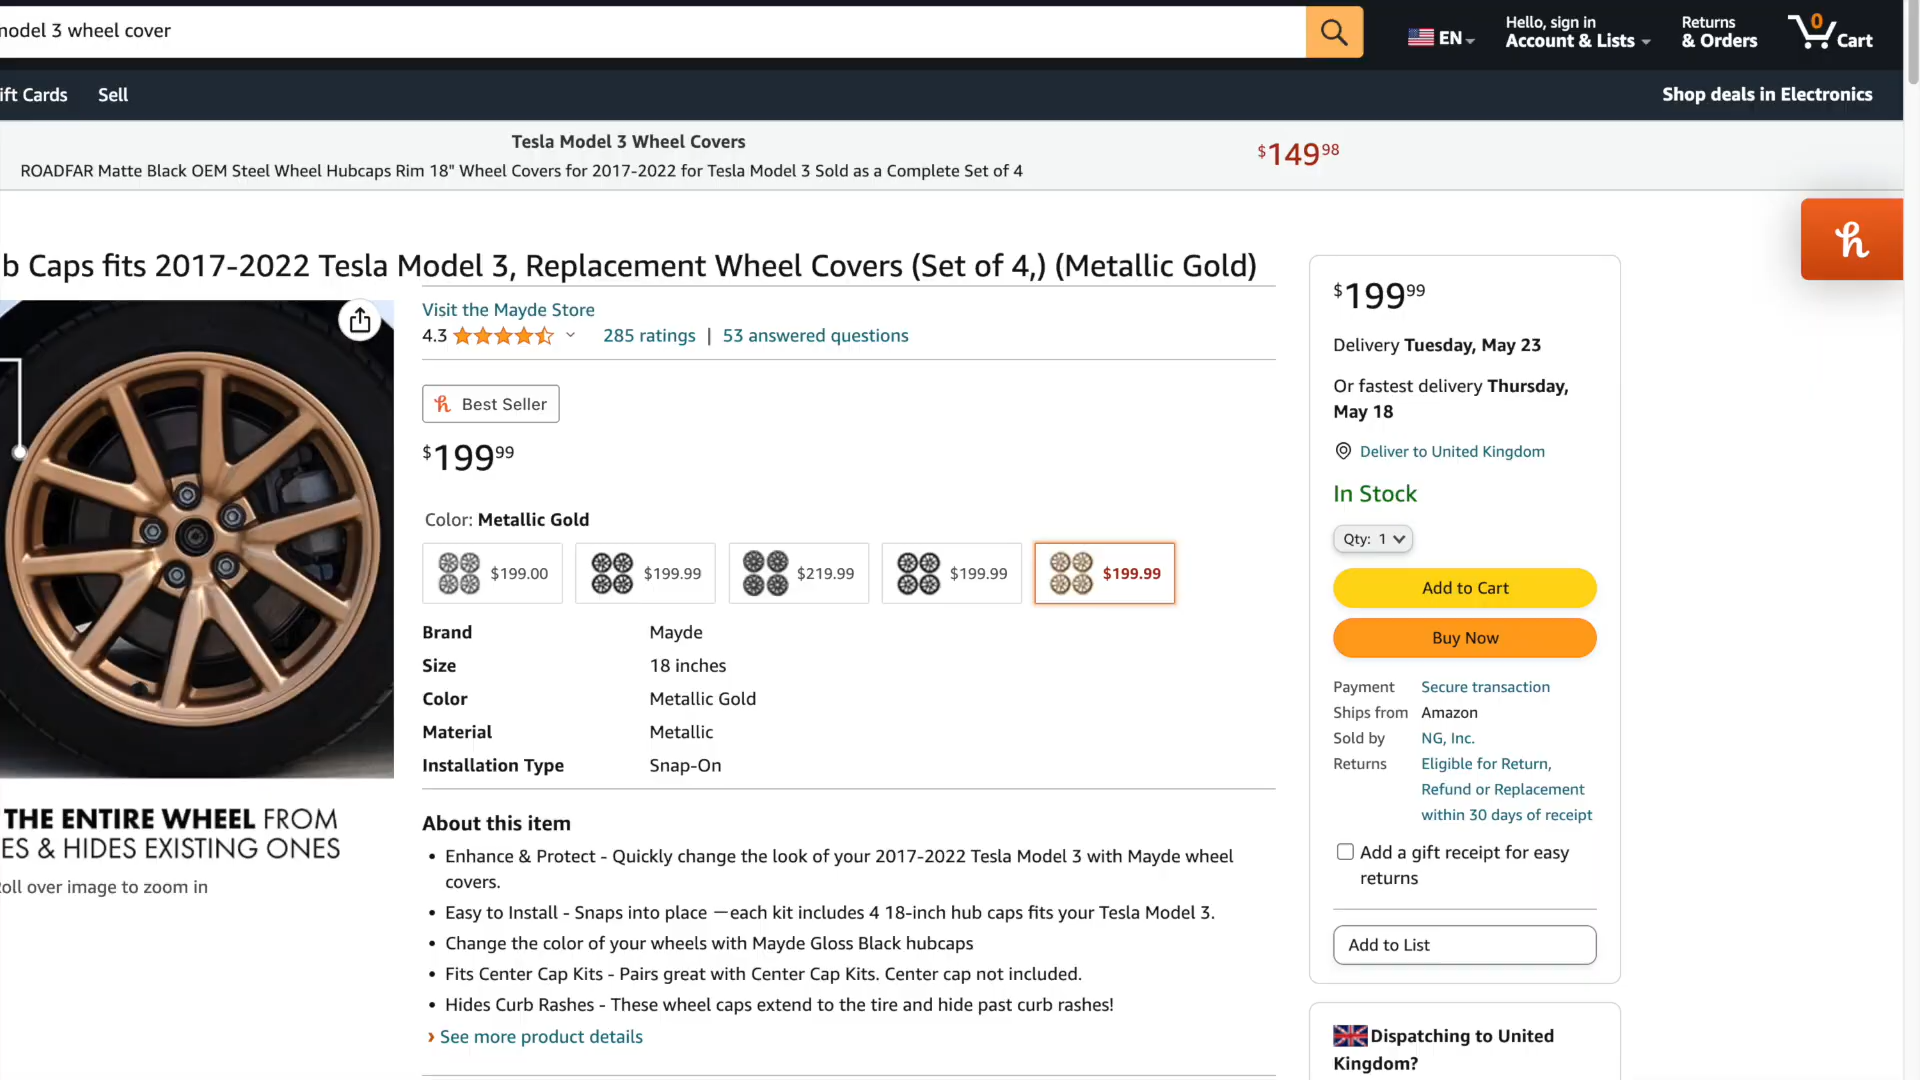 model 3 wheel cover
EN
Hello, sign in
Account & Lists
Returns
& Orders
0
Cart
ift Cards
Sell
Shop deals in Electronics
Tesla Model 3 Wheel Covers
ROADFAR Matte Black OEM Steel Wheel Hubcaps Rim 18" Wheel Covers for 2017-2022 for Tesla Model 3 Sold as a Complete Set of 4
$149 98
h
b Caps fits 2017-2022 Tesla Model 3, Replacement Wheel Covers (Set of 4,) (Metallic Gold)
Visit the Mayde Store
4.3
285 ratings | 53 answered questions
h Best Seller
$199 99
Color: Metallic Gold
$199.00
$199.99
$219.99
$199.99
$199.99
Brand Mayde
Size 18 inches
Color Metallic Gold
Material Metallic
Installation Type Snap-On
About this item
• Enhance & Protect - Quickly change the look of your 2017-2022 Tesla Model 3 with Mayde wheel
covers.
• Easy to Install - Snaps into place —each kit includes 4 18-inch hub caps fits your Tesla Model 3.
• Change the color of your wheels with Mayde Gloss Black hubcaps
• Fits Center Cap Kits - Pairs great with Center Cap Kits. Center cap not included.
• Hides Curb Rashes - These wheel caps extend to the tire and hide past curb rashes!
› See more product details
THE ENTIRE WHEEL FROM
ES & HIDES EXISTING ONES
Roll over image to zoom in
$199 99
Delivery Tuesday, May 23
Or fastest delivery Thursday,
May 18
Deliver to United Kingdom
In Stock
Qty: 1
Add to Cart
Buy Now
Payment Secure transaction
Ships from Amazon
Sold by NG, Inc.
Returns Eligible for Return,
Refund or Replacement
within 30 days of receipt
Add a gift receipt for easy
returns
Add to List
Dispatching to United
Kingdom?